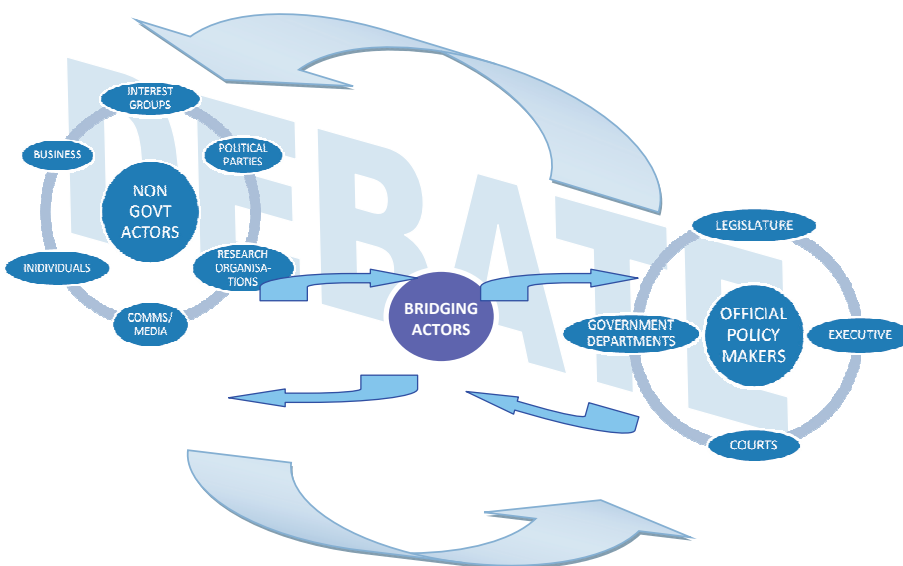 DEBATE
INTEREST
GROUPS
BUSINESS
POLITICAL
PARTIES
NON
GOVT
ACTORS
INIDIVIDUALS
RESEARCH
ORGANISA-
TIONS
COMMS/
MEDIA
BRIDGING
ACTORS
LEGISLATURE
GOVERNMENT
DEPARTMENTS
OFFICIAL
POLICY
MAKERS
EXECUTIVE
COURTS